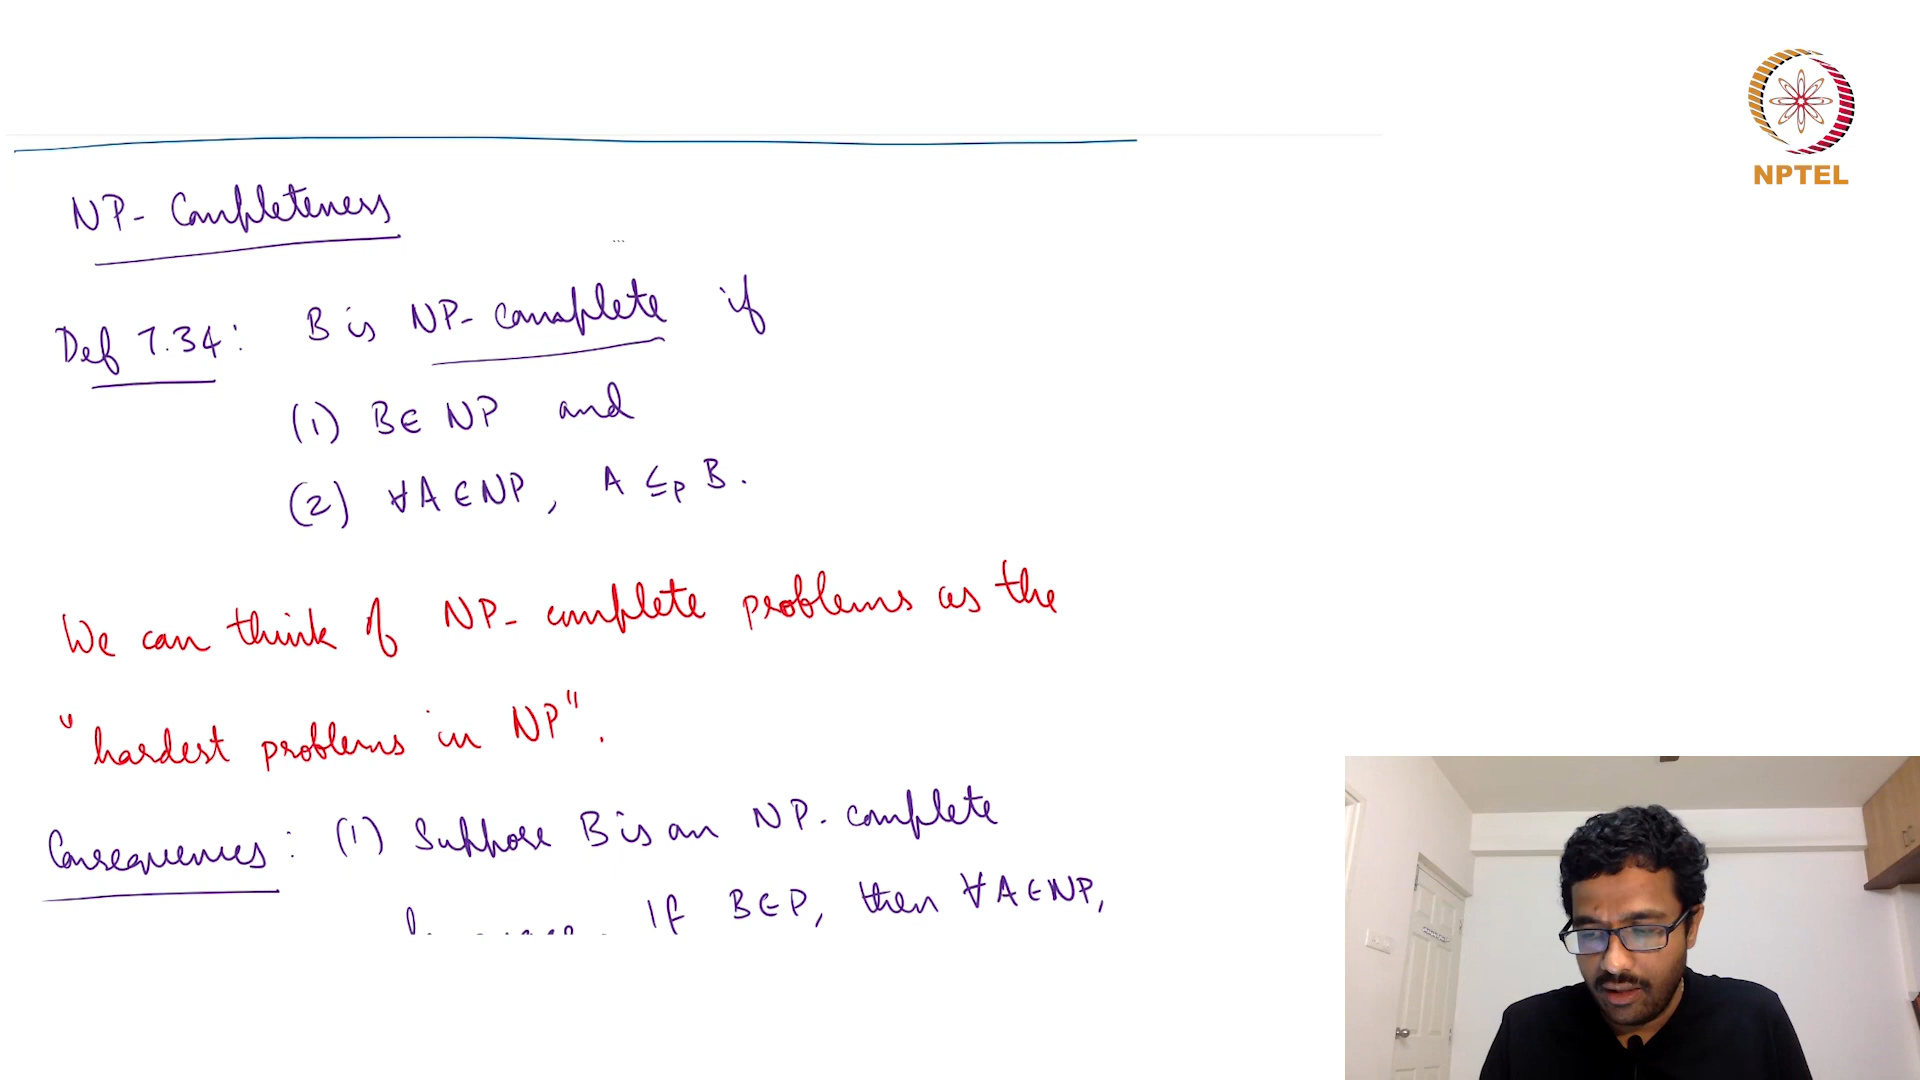 NPTEL
NP-Completeness
Def 7.34: B is NP-complete if
(1) B∈ NP and
(2) ∀A ∈ NP, A ≤p B.
We can think of NP-complete problems as the
"hardest problems in NP".
Consequences: (1) Suppose B is an NP-complete
If B∈P, then ∀A∈NP,